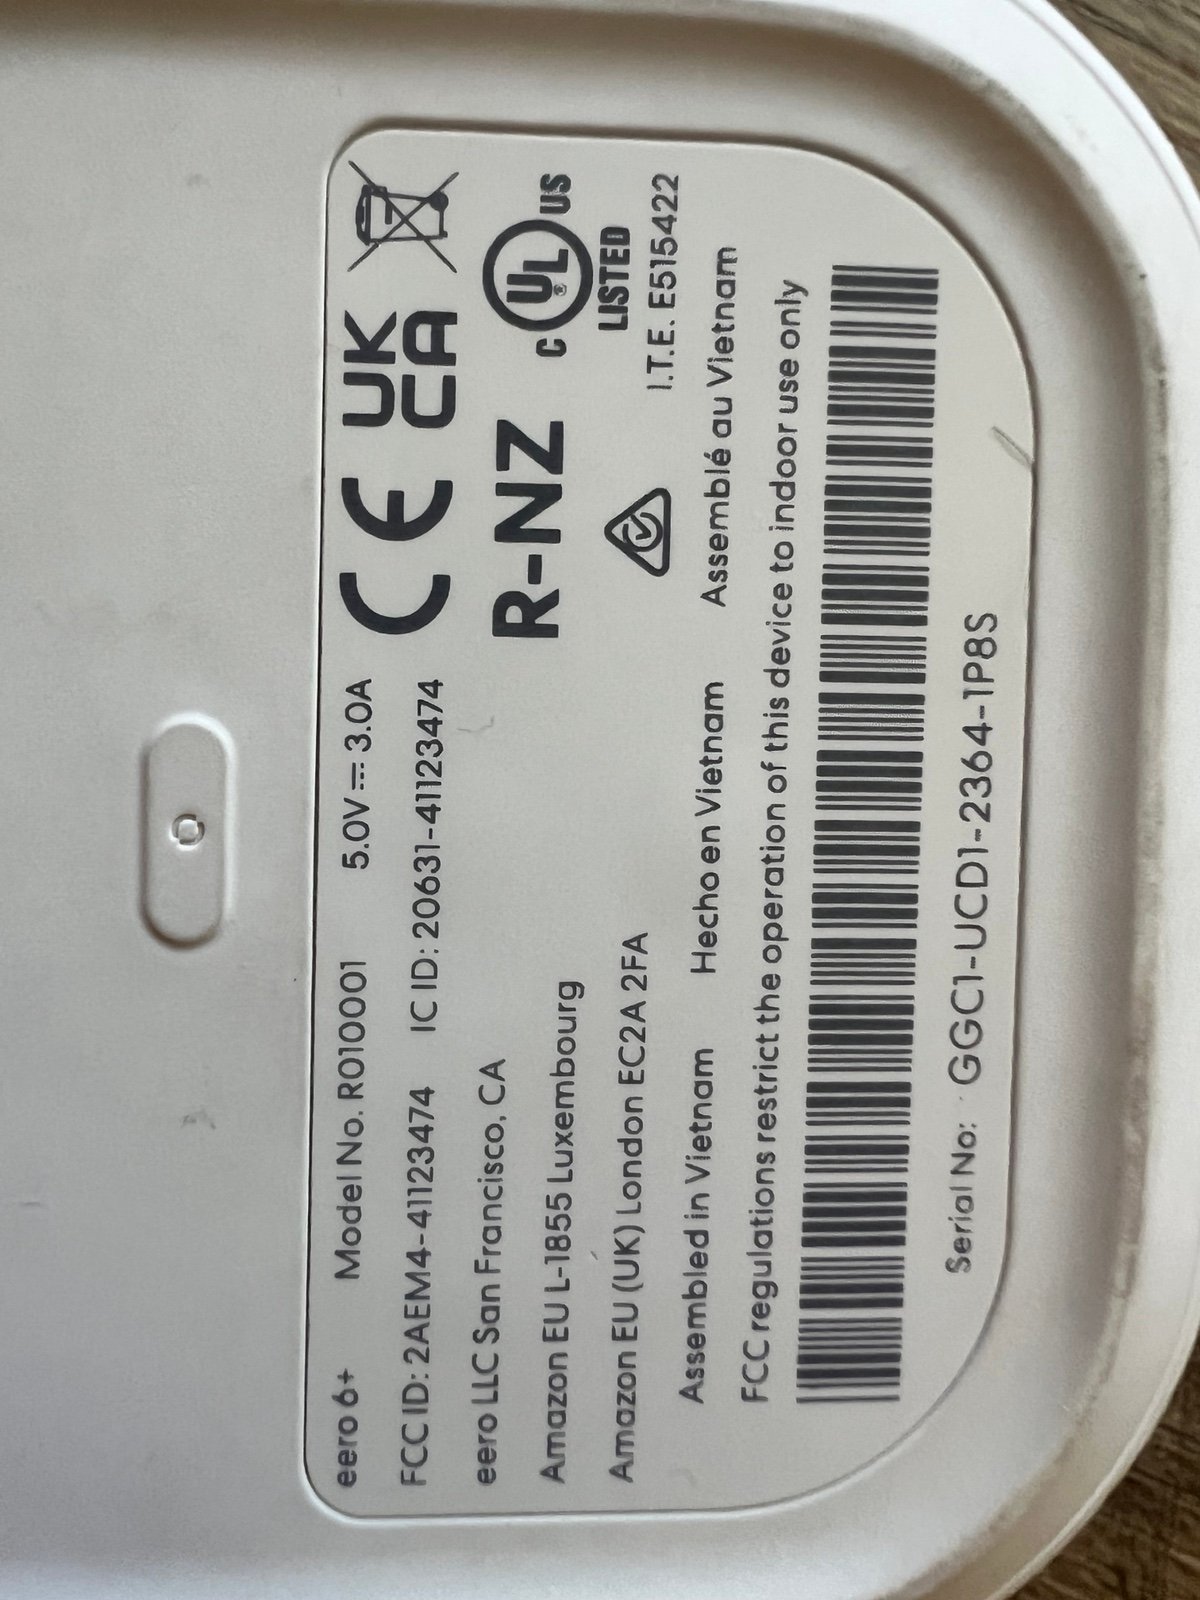 eero 6+ Model No. R010001 5.0V⎓3.0A
FCC ID: 2AEM4-41123474 IC ID: 20631-41123474
eero LLC San Francisco, CA
Amazon EU L-1855 Luxembourg
Amazon EU (UK) London EC2A 2FA
CE UK CA
R-NZ
C UL ® US
LISTED
I.T.E. E515422
Assembled in Vietnam Hecho en Vietnam Assemblé au Vietnam
FCC regulations restrict the operation of this device to indoor use only
Serial No: GGC1-UCD1-2364-1P8S